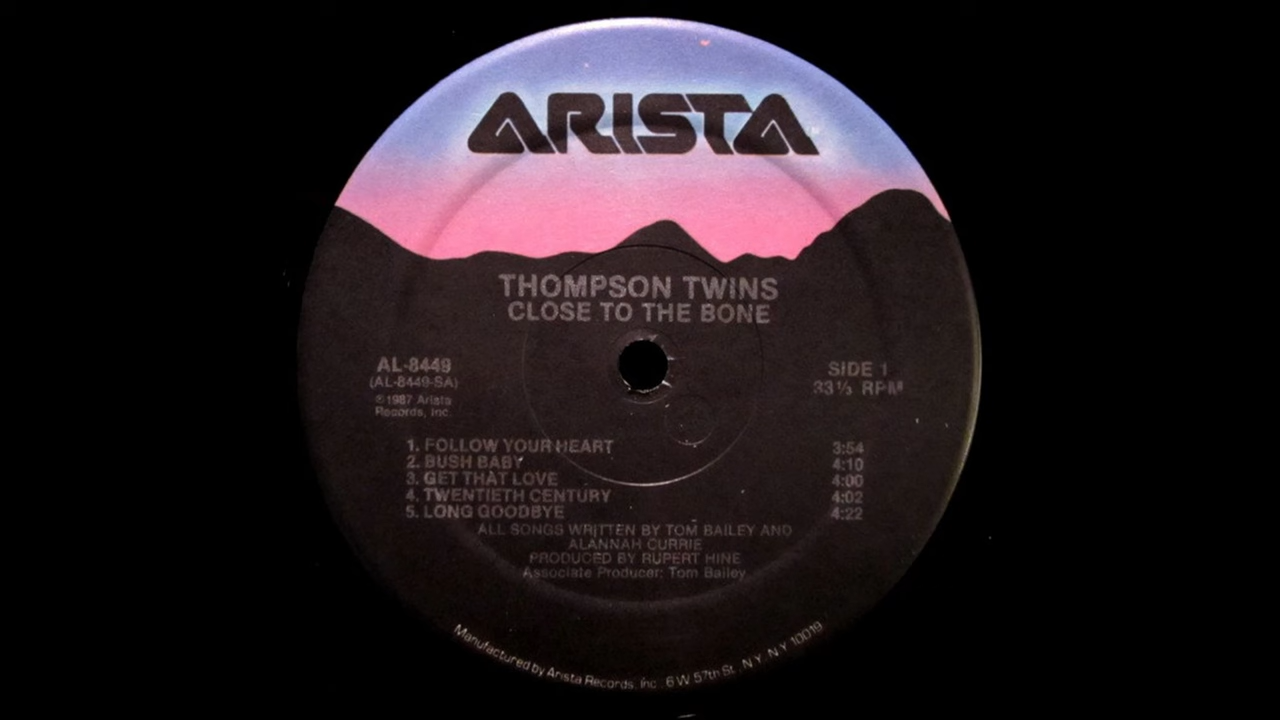 ARISTA
THOMPSON TWINS
CLOSE TO THE BONE
AL-8449
(AL-8449-SA)
℗1987 Arista
Records, Inc.
SIDE 1
33⅓ RPM
1. FOLLOW YOUR HEART 3:54
2. BUSH BABY 4:10
3. GET THAT LOVE 4:00
4. TWENTIETH CENTURY 4:02
5. LONG GOODBYE 4:22
ALL SONGS WRITTEN BY TOM BAILEY AND
ALANNAH CURRIE
PRODUCED BY RUPERT HINE
Associate Producer: Tom Bailey
Manufactured by Arista Records, Inc. 6 W. 57th St., N.Y. N.Y. 10019